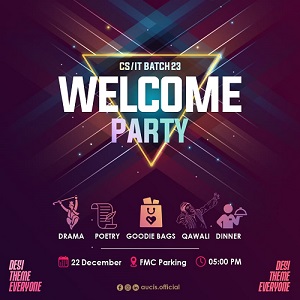 CS/IT BATCH 23
WELCOME
PARTY
DRAMA POETRY GOODIE BAGS QAWALI DINNER
22 December FMC Parking 05:00 PM
DESI
THEME
EVERYONE
DESI
THEME
EVERYONE
aucis.official